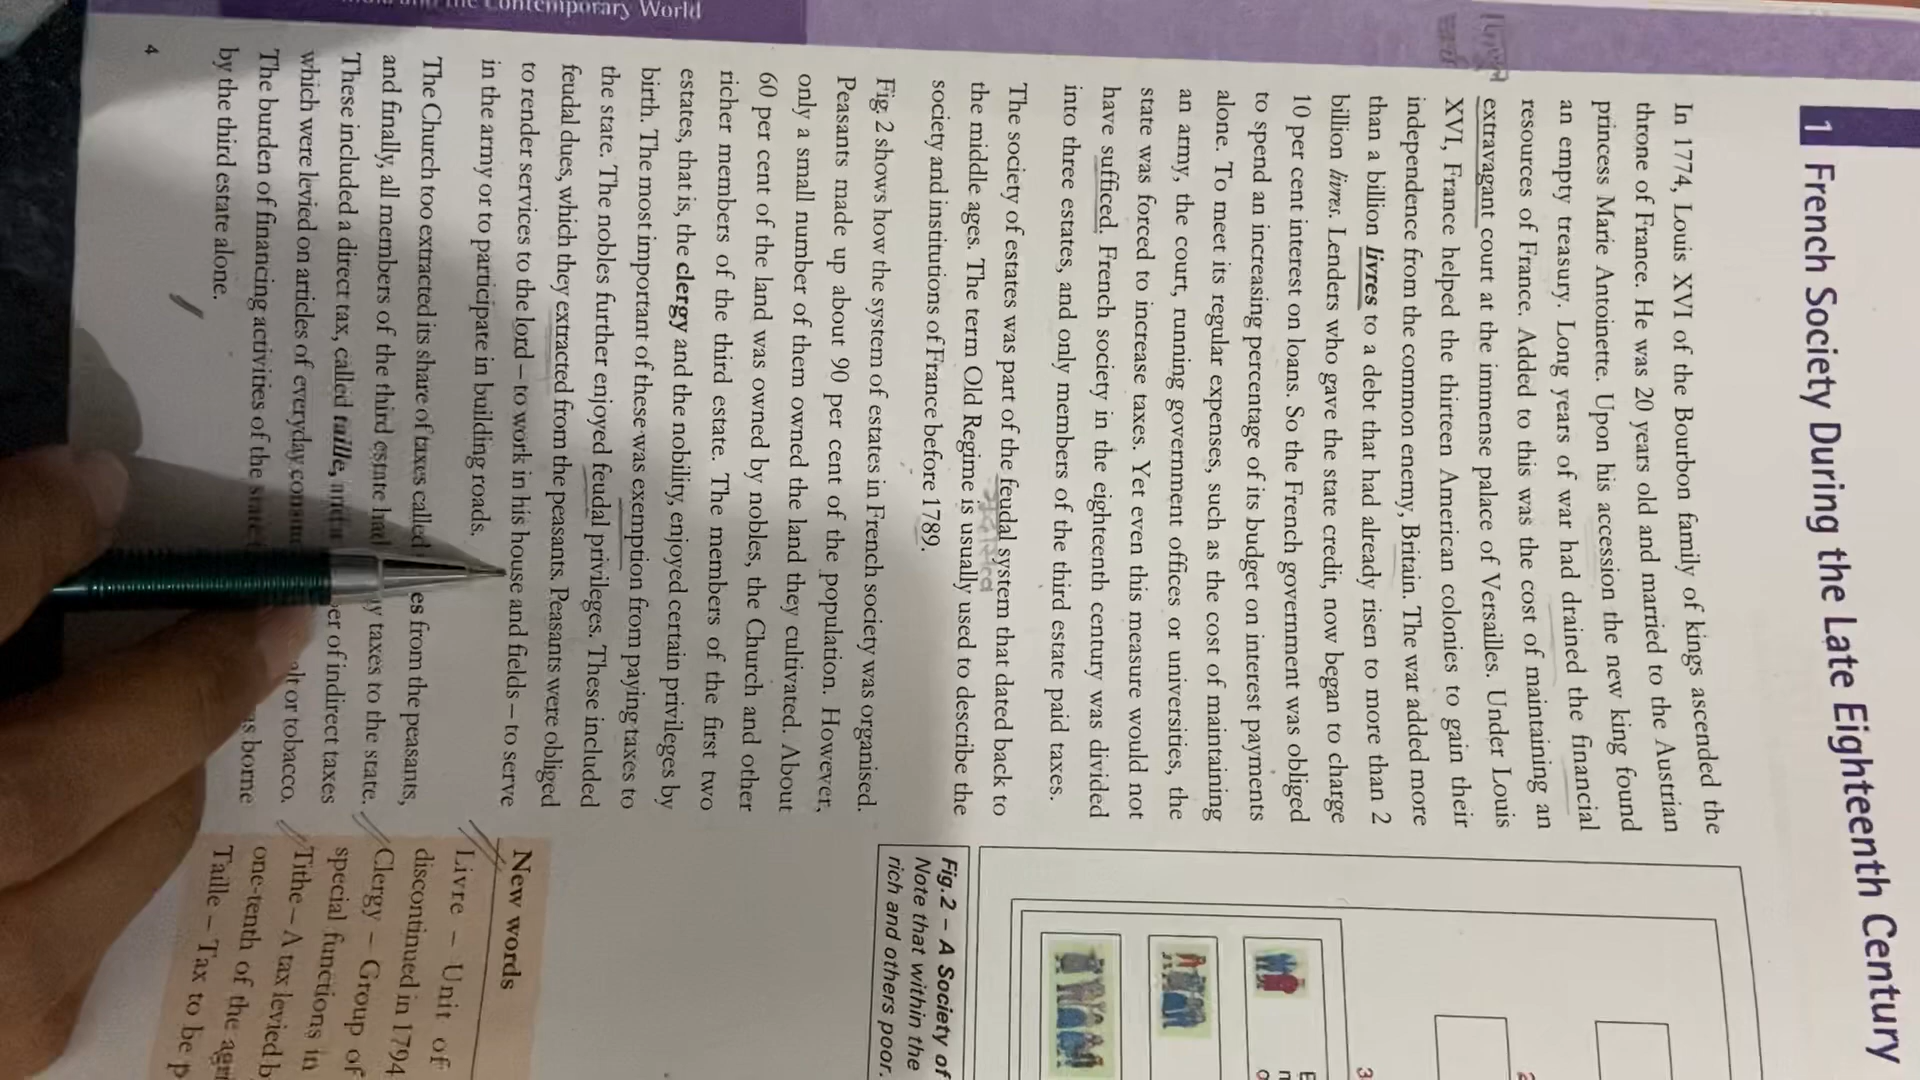 1 French Society During the Late Eighteenth Century
In 1774, Louis XVI of the Bourbon family of kings ascended the
throne of France. He was 20 years old and married to the Austrian
princess Marie Antoinette. Upon his accession the new king found
an empty treasury. Long years of war had drained the financial
resources of France. Added to this was the cost of maintaining an
extravagant court at the immense palace of Versailles. Under Louis
XVI, France helped the thirteen American colonies to gain their
independence from the common enemy, Britain. The war added more
than a billion livres to a debt that had already risen to more than 2
billion livres. Lenders who gave the state credit, now began to charge
10 per cent interest on loans. So the French government was obliged
to spend an increasing percentage of its budget on interest payments
alone. To meet its regular expenses, such as the cost of maintaining
an army, the court, running government offices or universities, the
state was forced to increase taxes. Yet even this measure would not
have sufficed. French society in the eighteenth century was divided
into three estates, and only members of the third estate paid taxes.
The society of estates was part of the feudal system that dated back to
the middle ages. The term Old Regime is usually used to describe the
society and institutions of France before 1789.
Fig. 2 shows how the system of estates in French society was organised.
Peasants made up about 90 per cent of the population. However,
only a small number of them owned the land they cultivated. About
60 per cent of the land was owned by nobles, the Church and other
richer members of the third estate. The members of the first two
estates, that is, the clergy and the nobility, enjoyed certain privileges by
birth. The most important of these was exemption from paying taxes to
the state. The nobles further enjoyed feudal privileges. These included
feudal dues, which they extracted from the peasants. Peasants were obliged
to render services to the lord – to work in his house and fields – to serve
in the army or to participate in building roads.
The Church too extracted its share of taxes called es from the peasants,
and finally, all members of the third estate had y taxes to the state.
These included a direct tax, called taille, and a ber of indirect taxes
which were levied on articles of everyday alt or tobacco.
The burden of financing activities of the state gs borne
by the third estate alone.
Fig.2 – A Society of
Note that within the
rich and others poor.
New words
Livre – Unit of
discontinued in 1794
Clergy – Group of
special functions in
Tithe – A tax levied b
one-tenth of the agri
Taille – Tax to be p
4
the Contemporary World